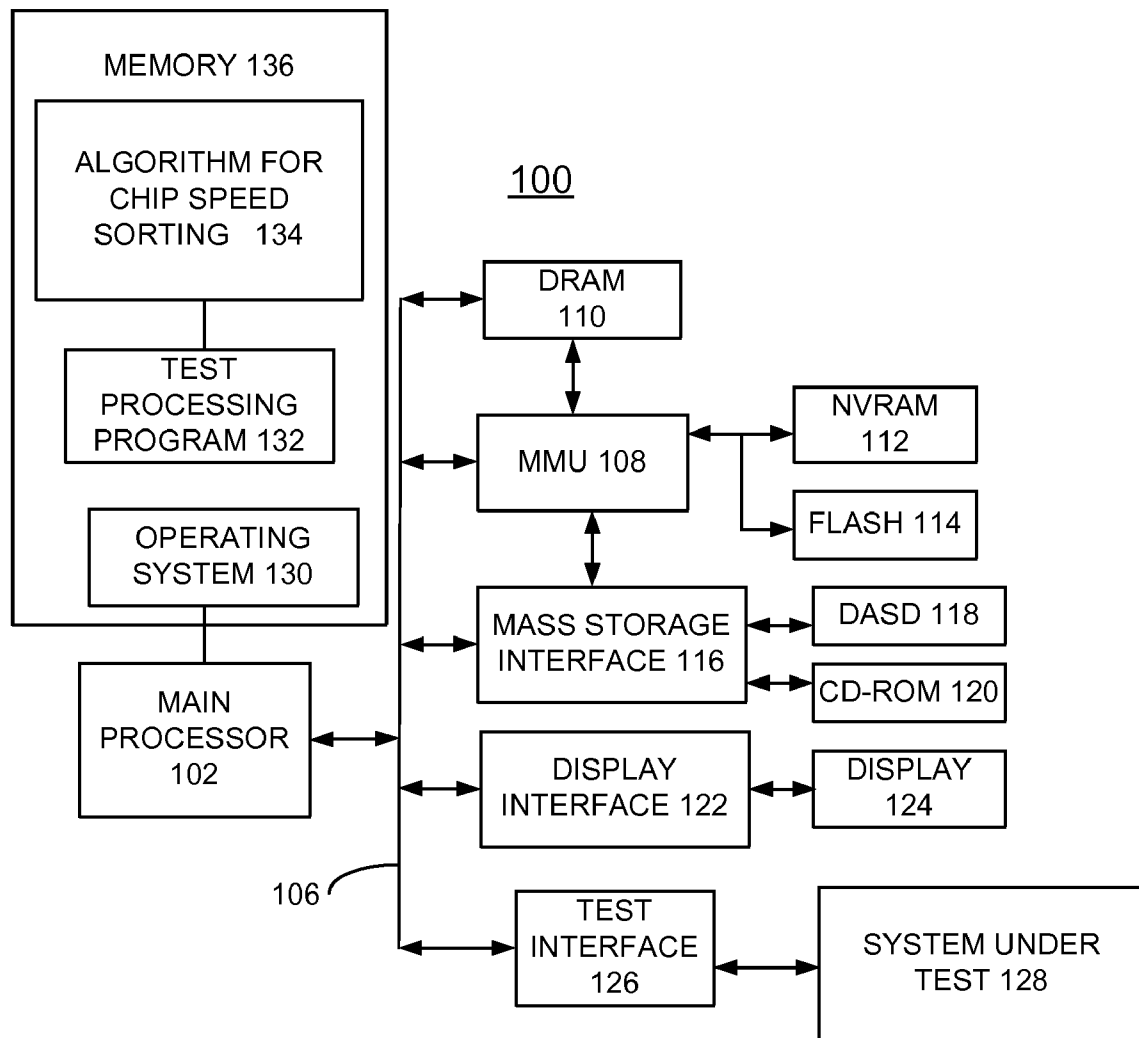 MEMORY 136
ALGORITHM FOR
CHIP SPEED
SORTING 134
TEST
PROCESSING
PROGRAM 132
OPERATING
SYSTEM 130
MAIN
PROCESSOR
102
100
DRAM
110
MMU 108
NVRAM
112
FLASH 114
MASS STORAGE
INTERFACE 116
DASD 118
CD-ROM 120
DISPLAY
INTERFACE 122
DISPLAY
124
106
TEST
INTERFACE
126
SYSTEM UNDER
TEST 128